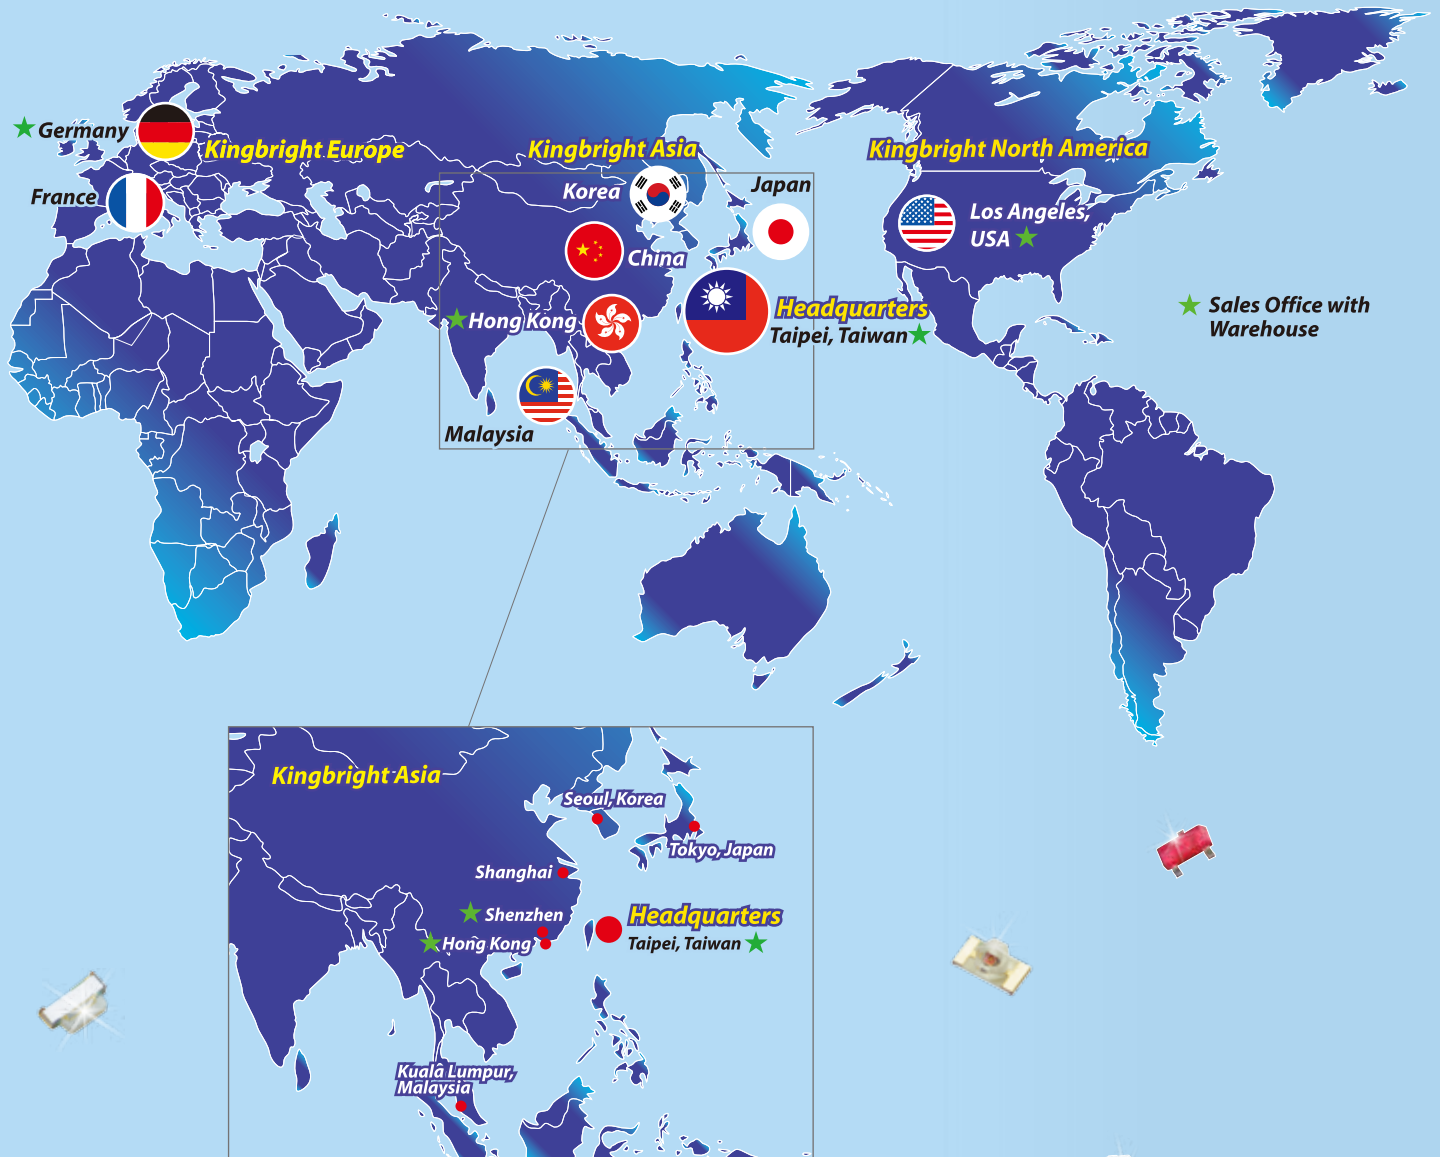 Germany
Kingbright Europe
France
Kingbright Asia
Korea
Japan
China
Hong Kong
Headquarters
Taipei, Taiwan
Malaysia
Kingbright North America
Los Angeles,
USA
Sales Office with
Warehouse
Kingbright Asia
Seoul, Korea
Tokyo, Japan
Shanghai
Shenzhen
Hong Kong
Headquarters
Taipei, Taiwan
Kuala Lumpur,
Malaysia